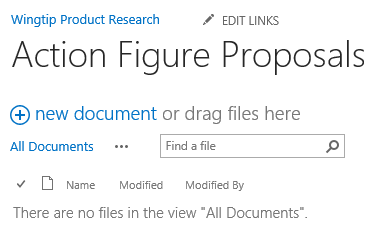 Wingtip Product Research EDIT LINKS
Action Figure Proposals
new document or drag files here
All Documents ••• Find a file
Name Modified Modified By
There are no files in the view "All Documents".